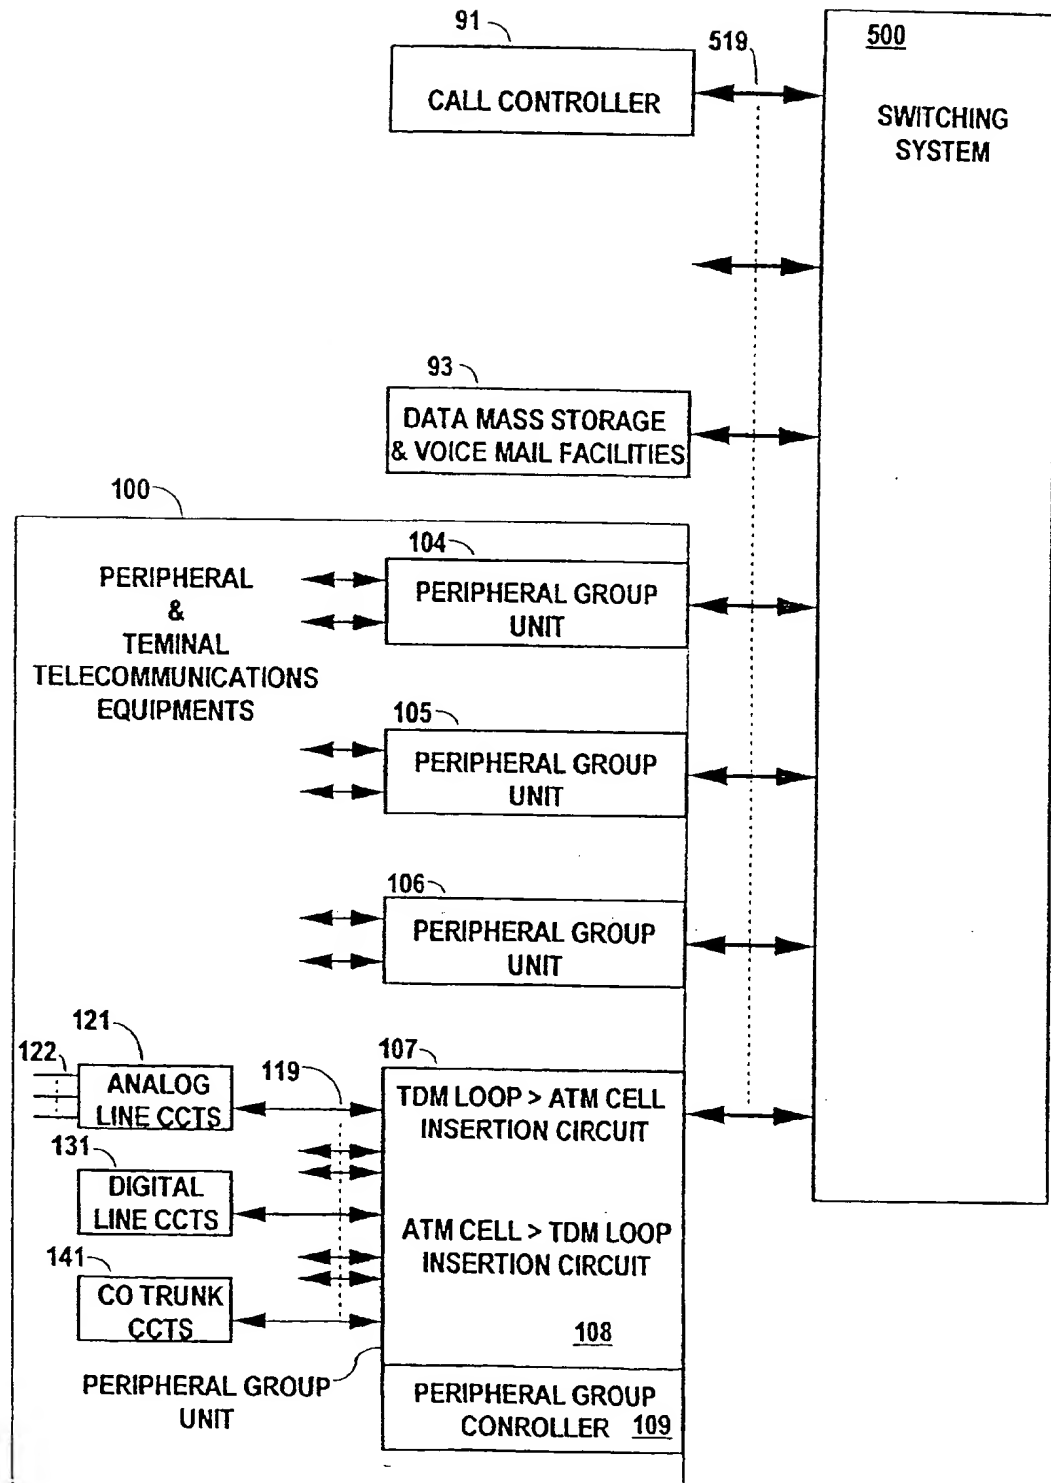 91
CALL CONTROLLER
519
500
SWITCHING
SYSTEM
93
DATA MASS STORAGE
& VOICE MAIL FACILITIES
100
PERIPHERAL
&
TEMINAL
TELECOMMUNICATIONS
EQUIPMENTS
104
PERIPHERAL GROUP
UNIT
105
PERIPHERAL GROUP
UNIT
106
PERIPHERAL GROUP
UNIT
121
122
ANALOG
LINE CCTS
119
107
TDM LOOP > ATM CELL
INSERTION CIRCUIT
131
DIGITAL
LINE CCTS
ATM CELL > TDM LOOP
INSERTION CIRCUIT
141
CO TRUNK
CCTS
108
PERIPHERAL GROUP
UNIT
PERIPHERAL GROUP
CONROLLER 109